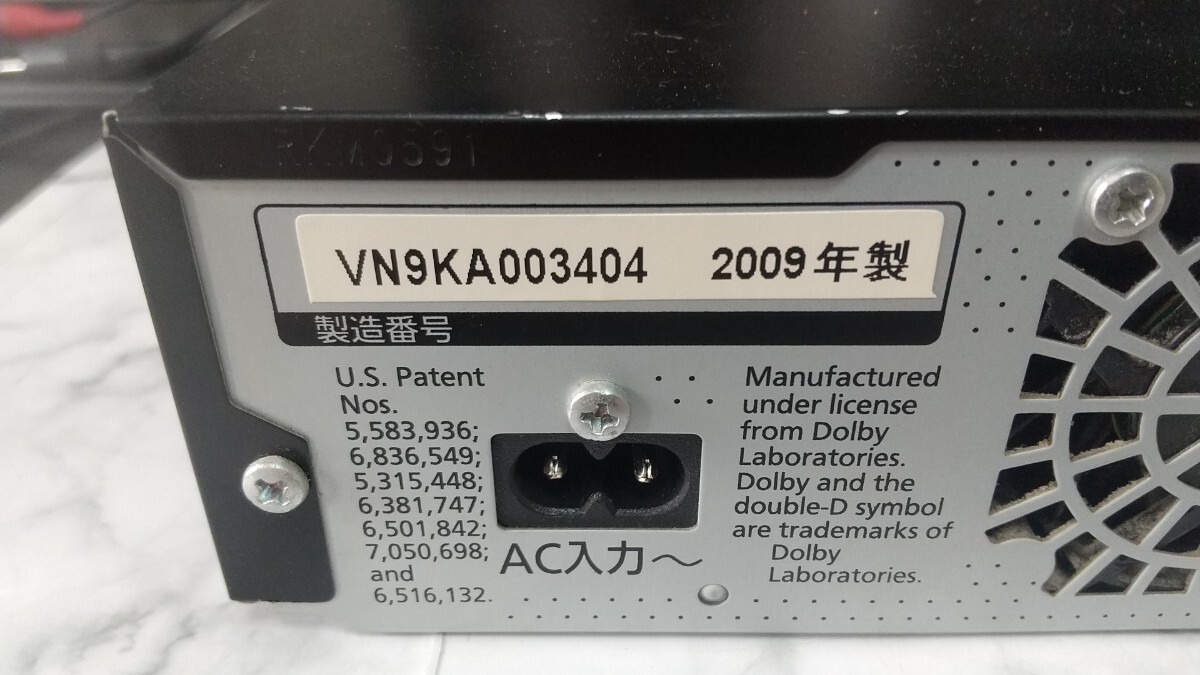 RKM0691
VN9KA003404 2009年製
製造番号
U.S. Patent
Nos.
5,583,936;
6,836,549;
5,315,448;
6,381,747;
6,501,842;
7,050,698;
and
6,516,132.
AC入力～
Manufactured
under license
from Dolby
Laboratories.
Dolby and the
double-D symbol
are trademarks of
Dolby
Laboratories.